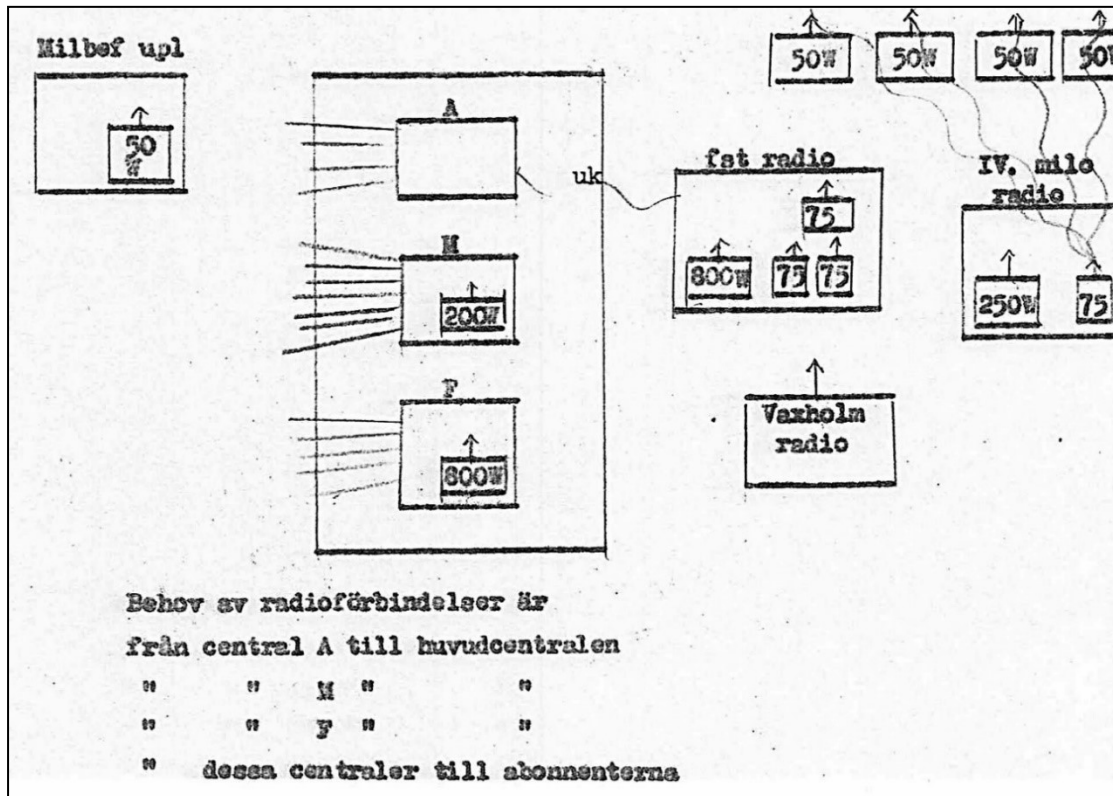 Milbef upl
50
W
A
M
200W
F
800W
uk
fst radio
75
800W
75
75
Vaxholm
radio
50W
50W
50W
50W
IV. milo
radio
250W
75
Behov av radioförbindelser är
från central A till huvudcentralen
" " M " "
" " F " "
" dessa centraler till abonnenterna